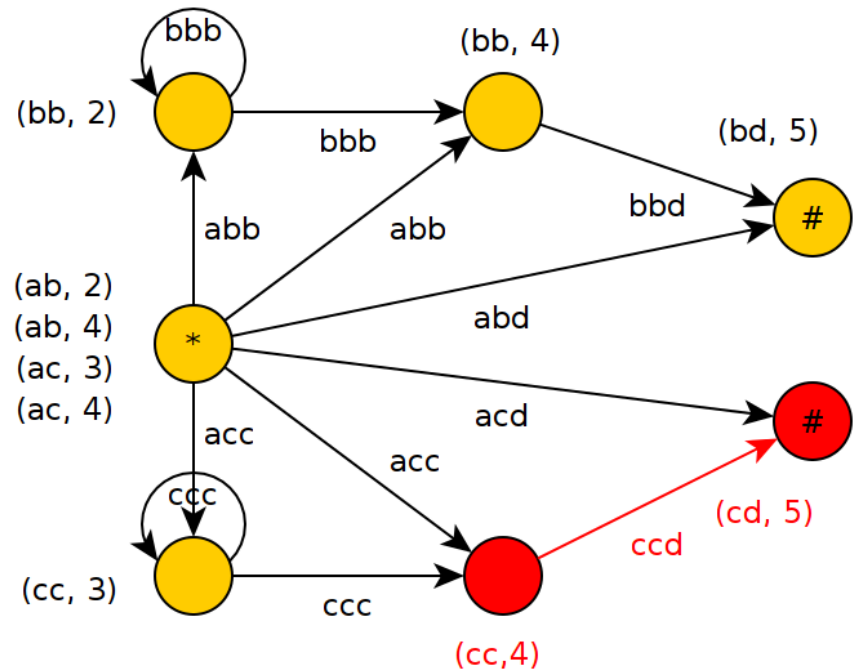 bbb
(bb, 4)
(bb, 2)
(bd, 5)
bbb
bbd
#
abb
abb
(ab, 2)
(ab, 4)
(ac, 3)
(ac, 4)
*
abd
acd
#
acc
acc
ccc
(cd, 5)
ccd
(cc, 3)
ccc
(cc,4)